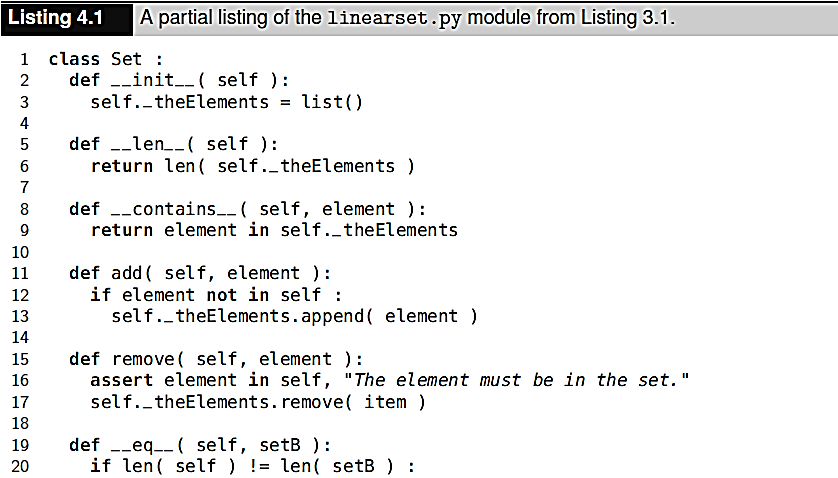 Listing 4.1 A partial listing of the linearset.py module from Listing 3.1.
1 class Set :
2   def __init__( self ):
3     self._theElements = list()
4
5   def __len__( self ):
6     return len( self._theElements )
7
8   def __contains__( self, element ):
9     return element in self._theElements
10
11   def add( self, element ):
12     if element not in self :
13       self._theElements.append( element )
14
15   def remove( self, element ):
16     assert element in self, "The element must be in the set."
17     self._theElements.remove( item )
18
19   def __eq__( self, setB ):
20     if len( self ) != len( setB ) :